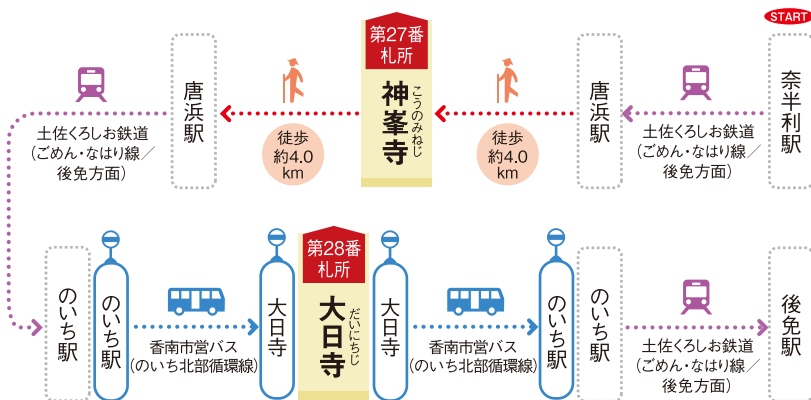 START
奈半利駅
土佐くろしお鉄道
(ごめん・なはり線/
後免方面)
唐浜駅
徒歩
約4.0
km
第27番
札所
神峯寺
こうのみねじ
徒歩
約4.0
km
唐浜駅
土佐くろしお鉄道
(ごめん・なはり線/
後免方面)
のいち駅
のいち駅
香南市営バス
(のいち北部循環線)
大日寺
第28番
札所
大日寺
だいにちじ
大日寺
香南市営バス
(のいち北部循環線)
のいち駅
のいち駅
土佐くろしお鉄道
(ごめん・なはり線/
後免方面)
後免駅